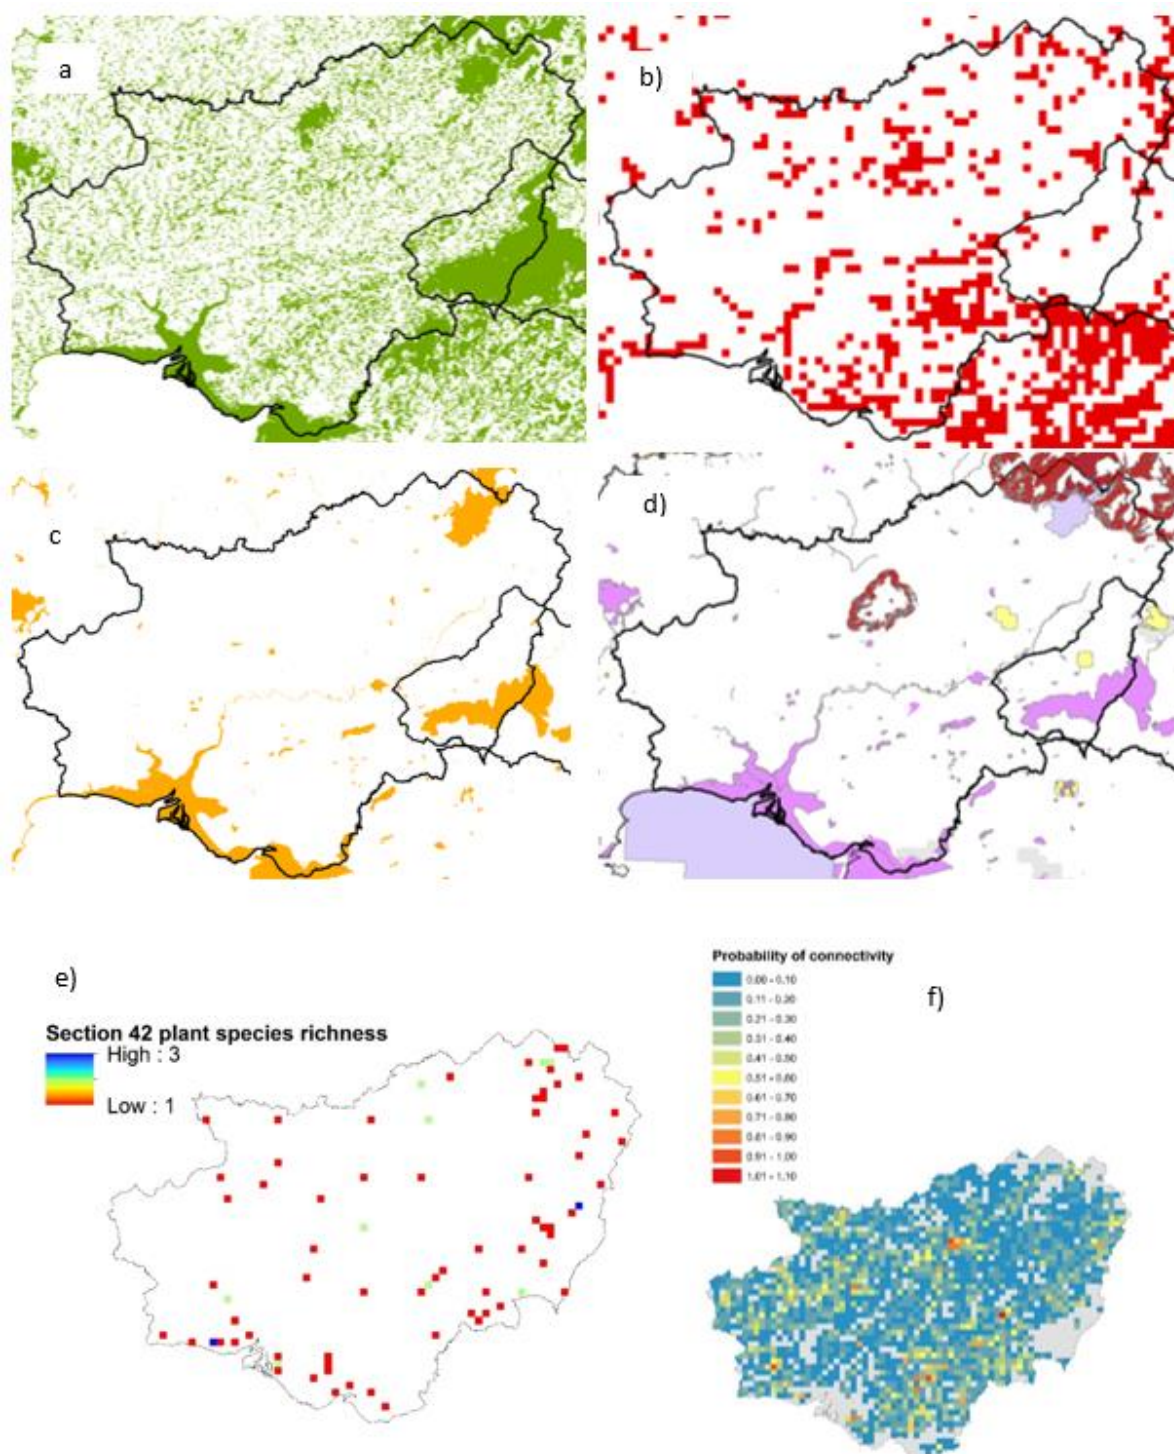 a
b)
c
d)
e)
Section 42 plant species richness
High : 3
Low : 1
f)
Probability of connectivity
0.00 - 0.10
0.11 - 0.20
0.21 - 0.30
0.31 - 0.40
0.41 - 0.50
0.51 - 0.60
0.61 - 0.70
0.71 - 0.80
0.81 - 0.90
0.91 - 1.00
1.01 - 1.10